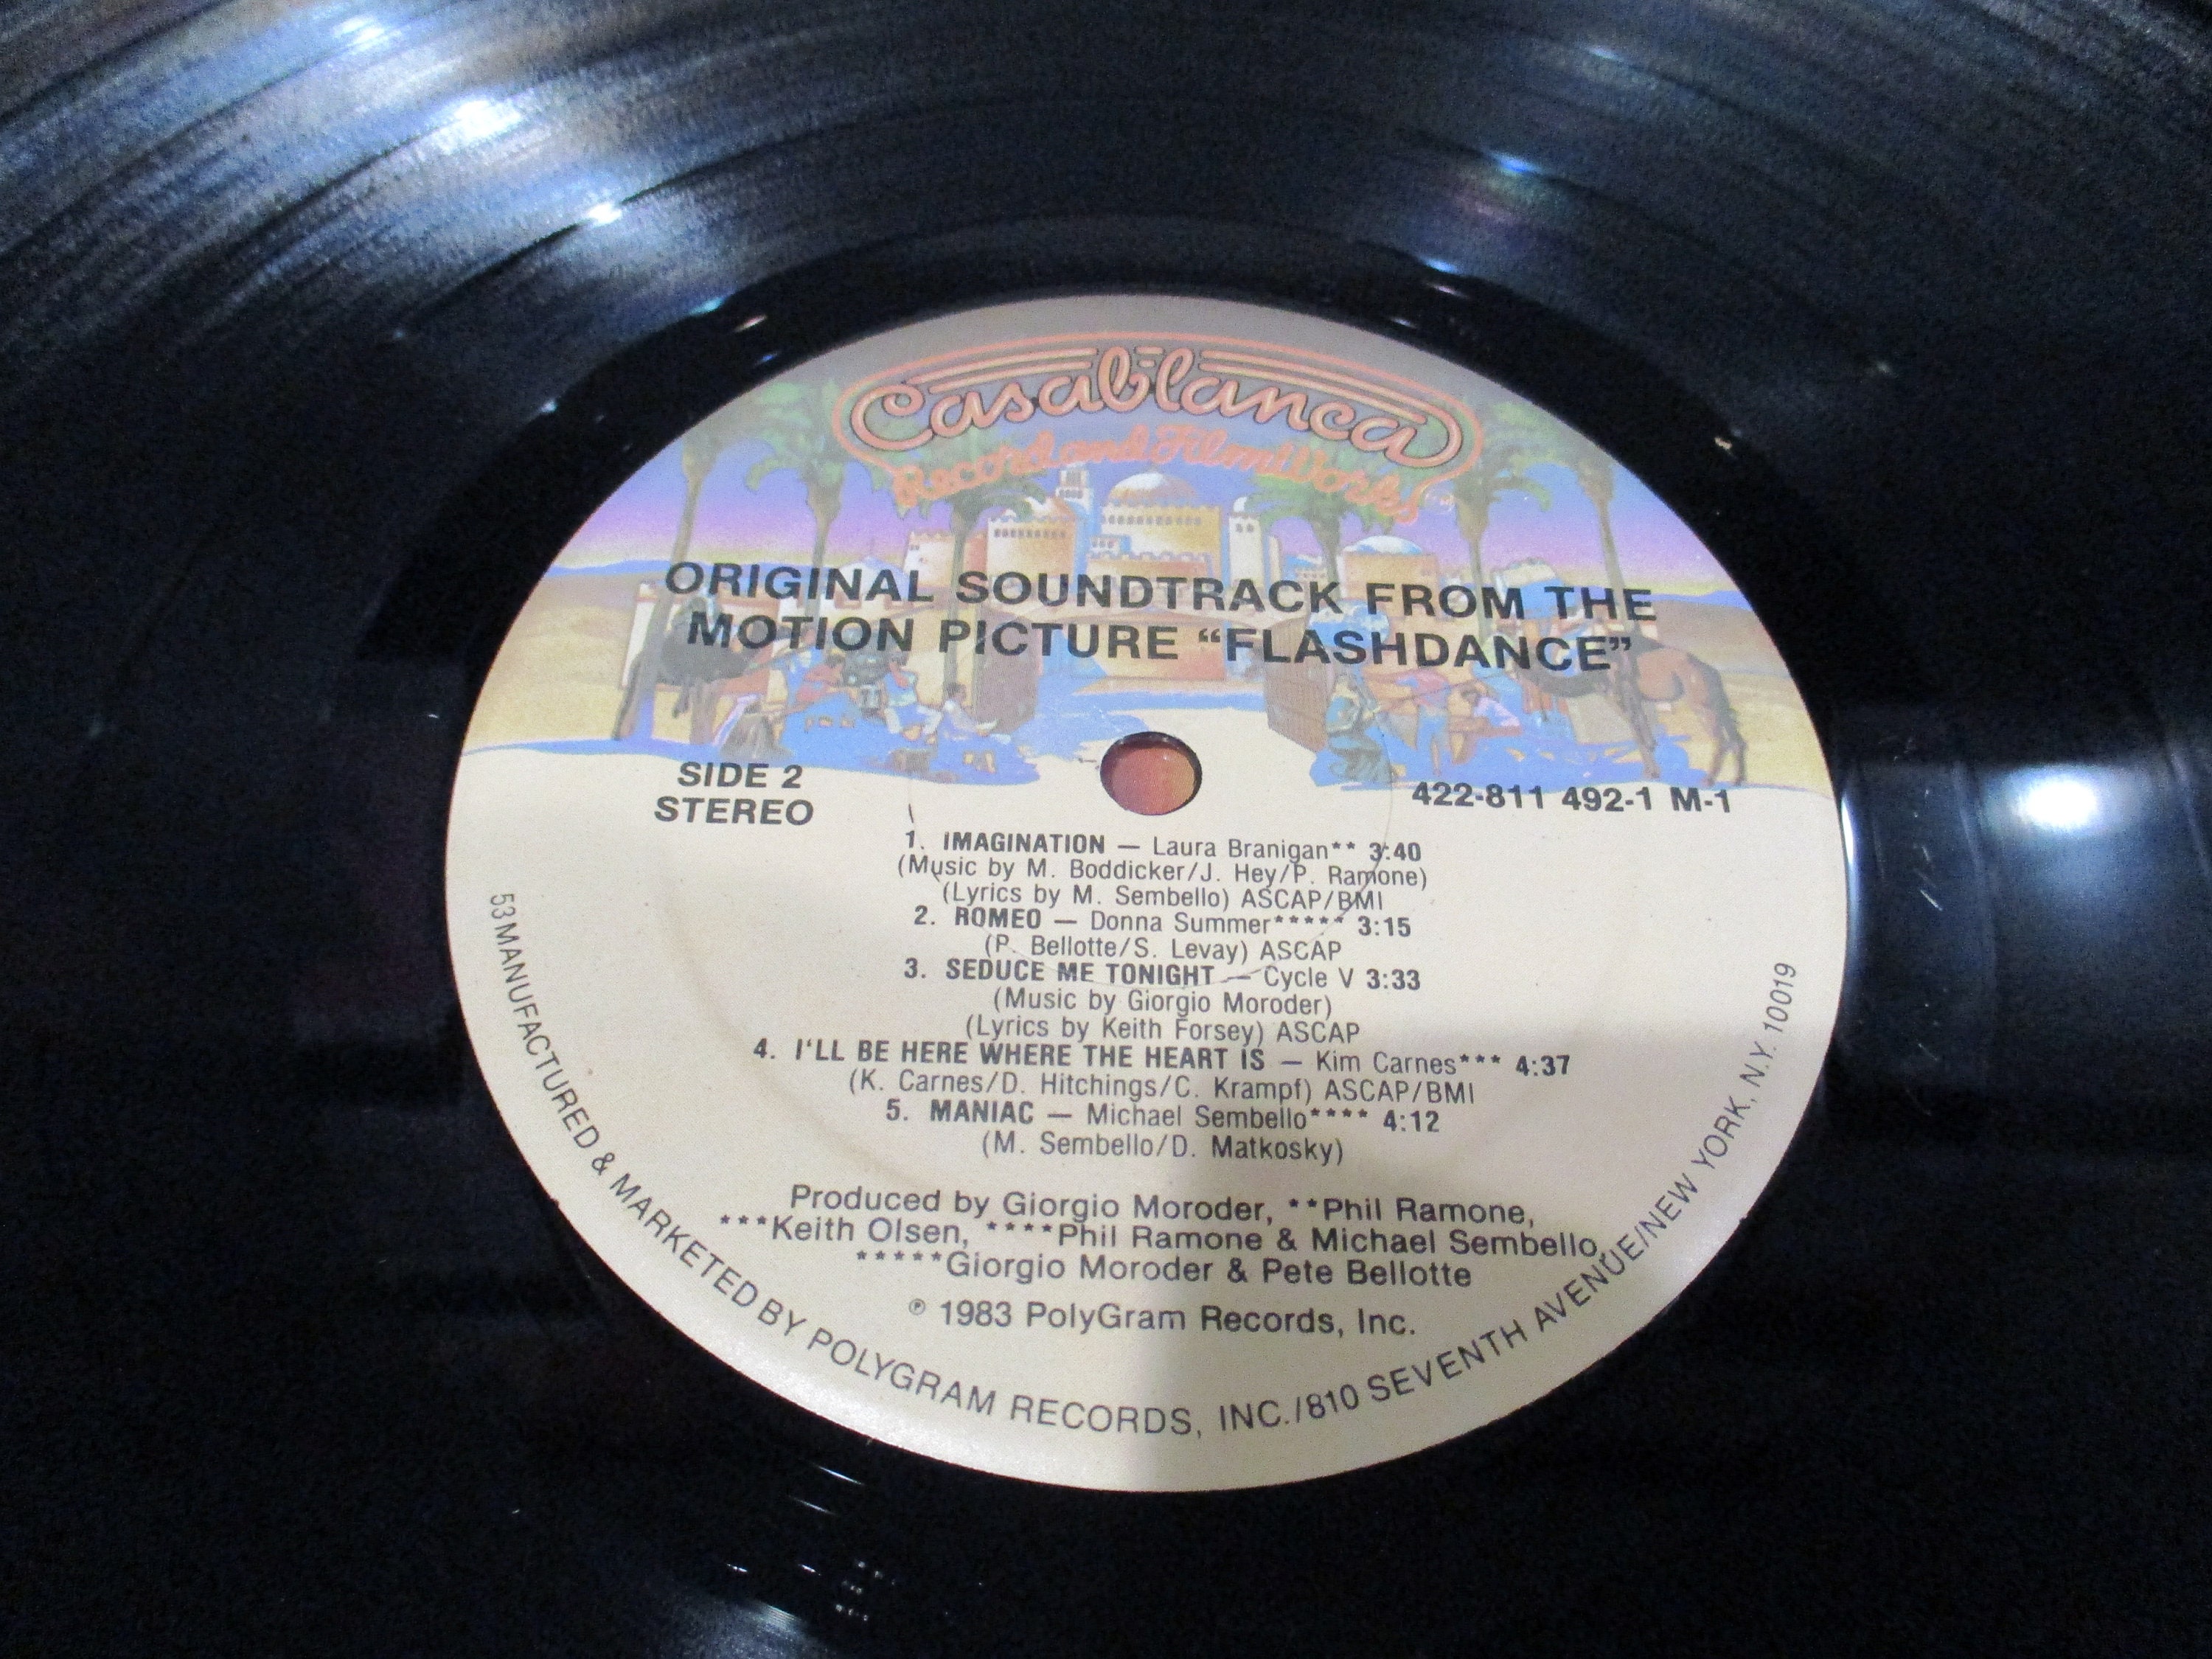 Casablanca
Record and FilmWorks
ORIGINAL SOUNDTRACK FROM THE
MOTION PICTURE “FLASHDANCE”
SIDE 2
STEREO
422-811 492-1 M-1
1. IMAGINATION — Laura Branigan** 3:40
(Music by M. Boddicker/J. Hey/P. Ramone)
(Lyrics by M. Sembello) ASCAP/BMI
2. ROMEO — Donna Summer***** 3:15
(P. Bellotte/S. Levay) ASCAP
3. SEDUCE ME TONIGHT — Cycle V 3:33
(Music by Giorgio Moroder)
(Lyrics by Keith Forsey) ASCAP
4. I‘LL BE HERE WHERE THE HEART IS — Kim Carnes*** 4:37
(K. Carnes/D. Hitchings/C. Krampf) ASCAP/BMI
5. MANIAC — Michael Sembello**** 4:12
(M. Sembello/D. Matkosky)
Produced by Giorgio Moroder, **Phil Ramone,
***Keith Olsen, ****Phil Ramone & Michael Sembello,
*****Giorgio Moroder & Pete Bellotte
℗ 1983 PolyGram Records, Inc.
53 MANUFACTURED & MARKETED BY POLYGRAM RECORDS, INC./810 SEVENTH AVENUE/NEW YORK, N.Y. 10019